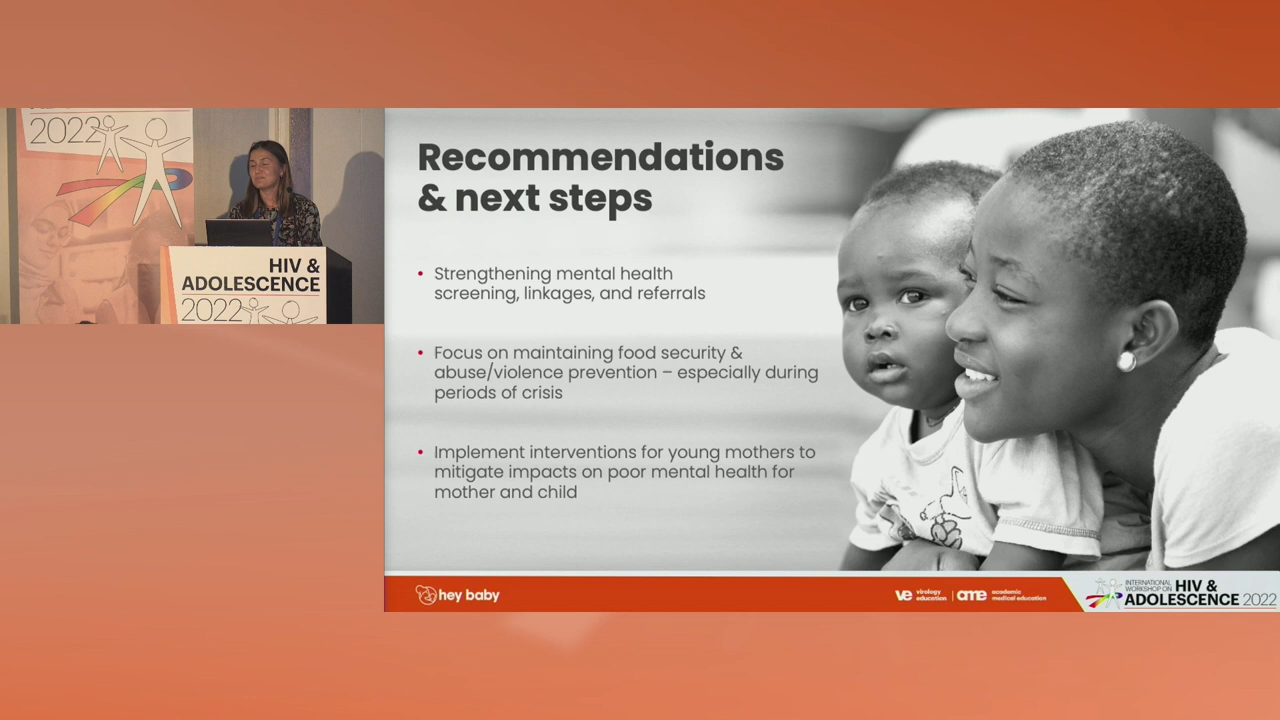 2022
HIV &
ADOLESCENCE
2022
Recommendations
& next steps
• Strengthening mental health
screening, linkages, and referrals
• Focus on maintaining food security &
abuse/violence prevention – especially during
periods of crisis
• Implement interventions for young mothers to
mitigate impacts on poor mental health for
mother and child
hey baby
ve virology
education
ame academic
medical education
INTERNATIONAL
WORKSHOP ON
HIV &
ADOLESCENCE 2022